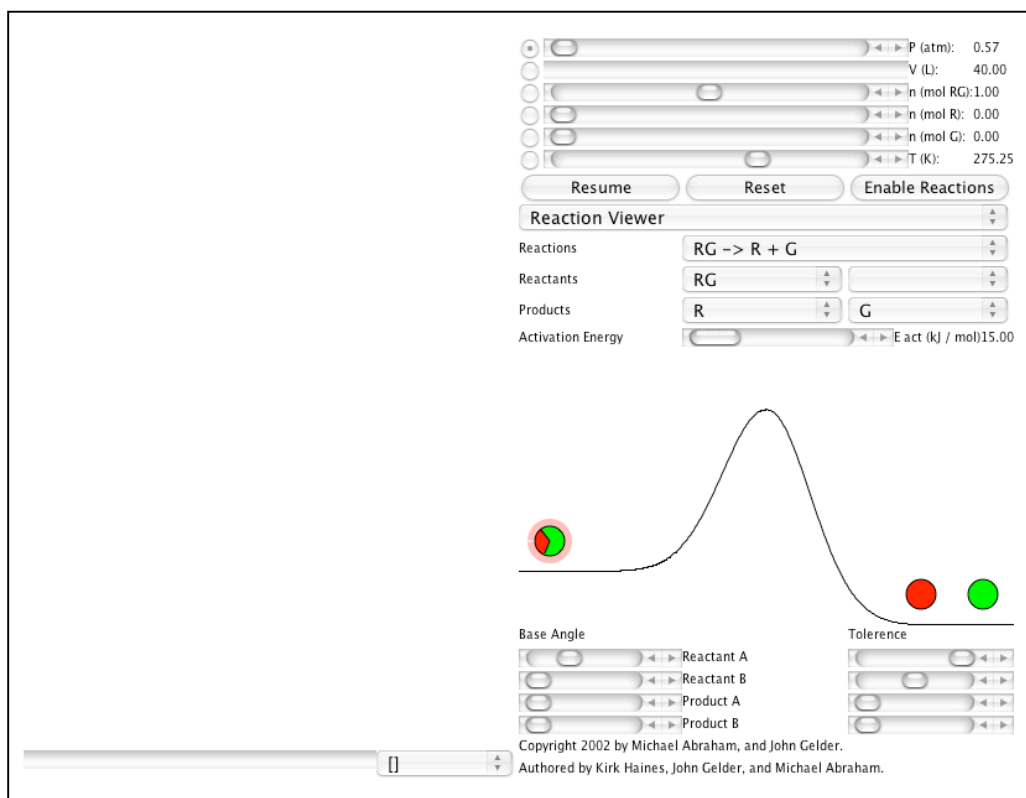 P (atm): 0.57
V (L): 40.00
n (mol RG):1.00
n (mol R): 0.00
n (mol G): 0.00
T (K): 275.25
Resume Reset Enable Reactions
Reaction Viewer
Reactions RG -> R + G
Reactants RG
Products R G
Activation Energy E act (kJ / mol)15.00
Base Angle Tolerence
Reactant A
Reactant B
Product A
Product B
Copyright 2002 by Michael Abraham, and John Gelder.
[] Authored by Kirk Haines, John Gelder, and Michael Abraham.